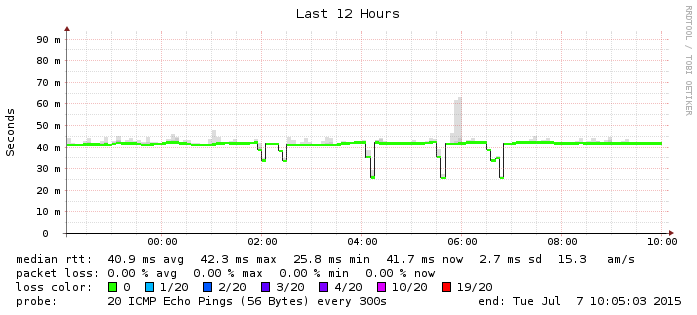 Last 12 Hours
RRDTOOL / TOBI OETIKER
Seconds
90 m
80 m
70 m
60 m
50 m
40 m
30 m
20 m
10 m
0
00:00 02:00 04:00 06:00 08:00 10:00
median rtt: 40.9 ms avg 42.3 ms max 25.8 ms min 41.7 ms now 2.7 ms sd 15.3 am/s
packet loss: 0.00 % avg 0.00 % max 0.00 % min 0.00 % now
loss color: 0 1/20 2/20 3/20 4/20 10/20 19/20
probe: 20 ICMP Echo Pings (56 Bytes) every 300s end: Tue Jul 7 10:05:03 2015